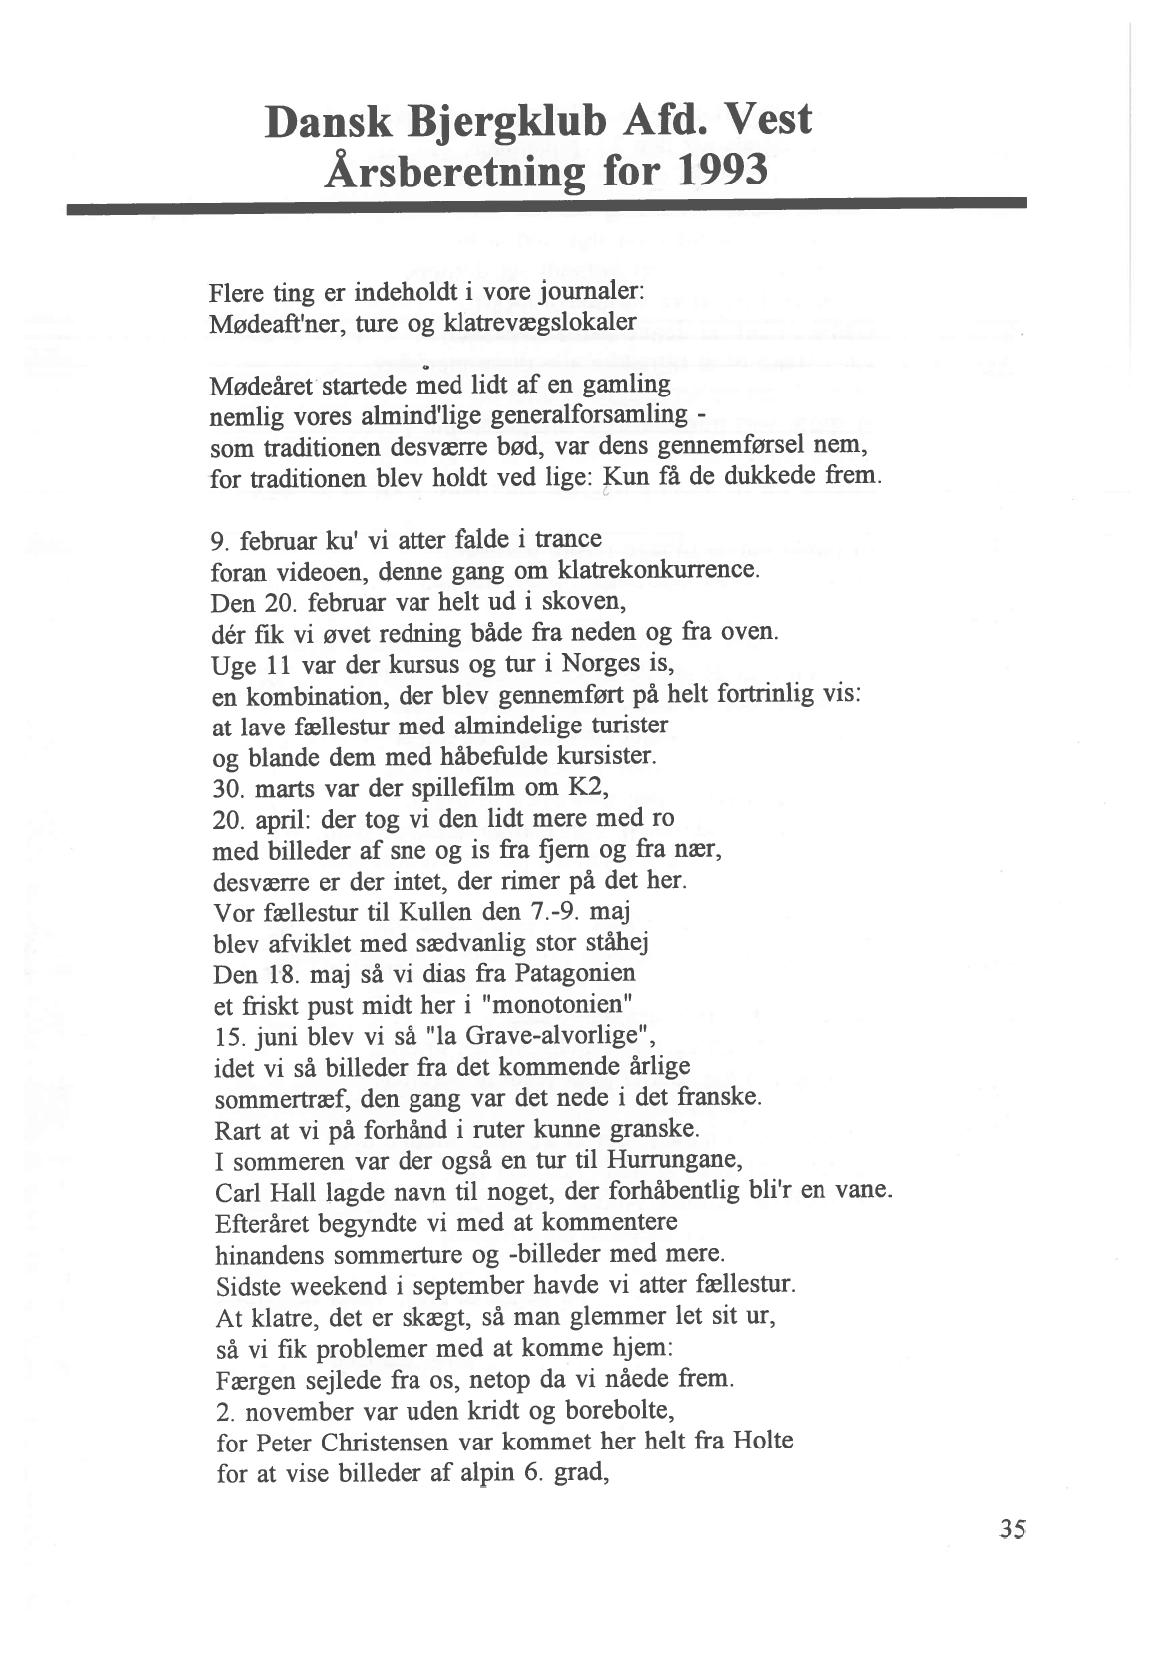 Dansk Bjergklub Afd. Vest
Årsberetning for 1993
Flere ting er indeholdt i vore journaler:
Mødeaft'ner, ture og klatrevægslokaler
Mødeåret startede med lidt af en gamling
nemlig vores almind'lige generalforsamling -
som traditionen desværre bød, var dens gennemførsel nem,
for traditionen blev holdt ved lige: Kun få de dukkede frem.
9. februar ku' vi atter falde i trance
foran videoen, denne gang om klatrekonkurrence.
Den 20. februar var helt ud i skoven,
dér fik vi øvet redning både fra neden og fra oven.
Uge 11 var der kursus og tur i Norges is,
en kombination, der blev gennemført på helt fortrinlig vis:
at lave fællestur med almindelige turister
og blande dem med håbefulde kursister.
30. marts var der spillefilm om K2,
20. april: der tog vi den lidt mere med ro
med billeder af sne og is fra fjern og fra nær,
desværre er der intet, der rimer på det her.
Vor fællestur til Kullen den 7.-9. maj
blev afviklet med sædvanlig stor ståhej
Den 18. maj så vi dias fra Patagonien
et friskt pust midt her i "monotonien"
15. juni blev vi så "la Grave-alvorlige",
idet vi så billeder fra det kommende årlige
sommertræf, den gang var det nede i det franske.
Rart at vi på forhånd i ruter kunne granske.
I sommeren var der også en tur til Hurrungane,
Carl Hall lagde navn til noget, der forhåbentlig bli'r en vane.
Efteråret begyndte vi med at kommentere
hinandens sommerture og -billeder med mere.
Sidste weekend i september havde vi atter fællestur.
At klatre, det er skægt, så man glemmer let sit ur,
så vi fik problemer med at komme hjem:
Færgen sejlede fra os, netop da vi nåede frem.
2. november var uden kridt og borebolte,
for Peter Christensen var kommet her helt fra Holte
for at vise billeder af alpin 6. grad,
35